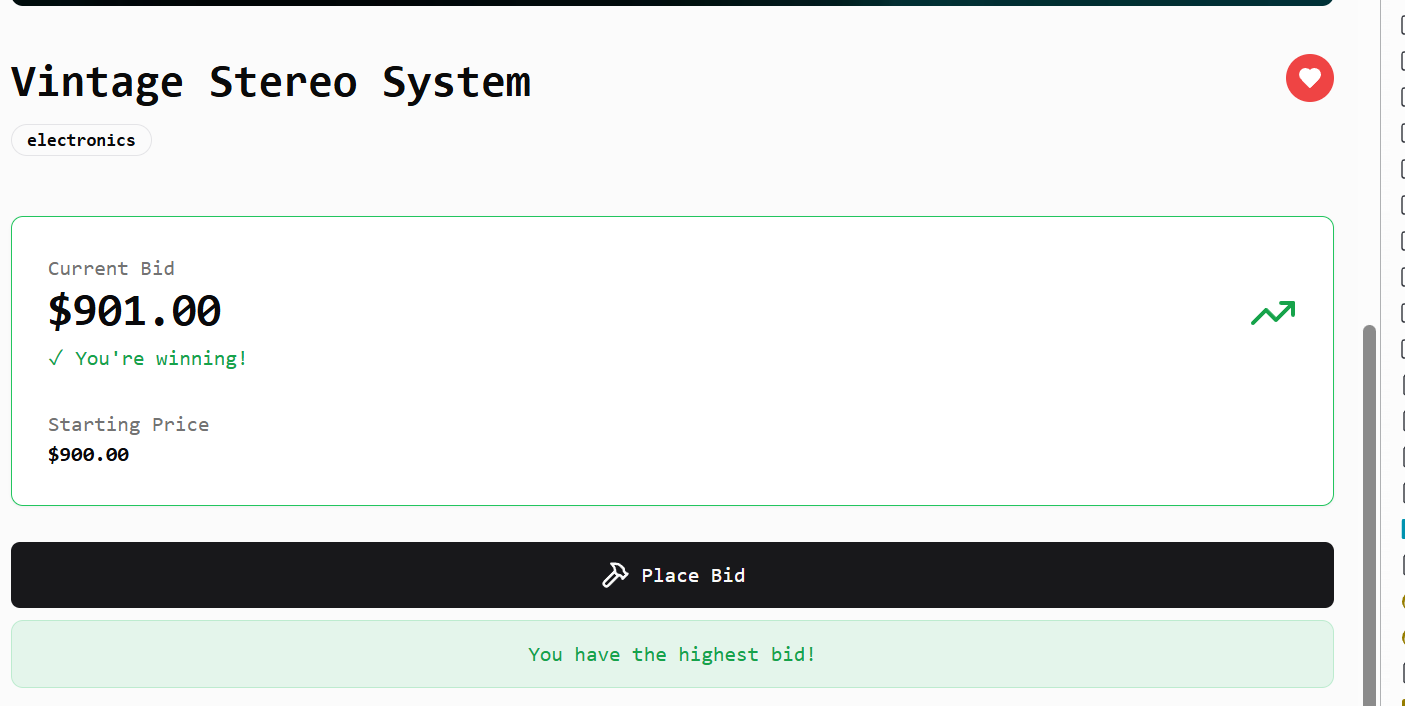 Vintage Stereo System
electronics
Current Bid
$901.00
✓ You're winning!
Starting Price
$900.00
Place Bid
You have the highest bid!